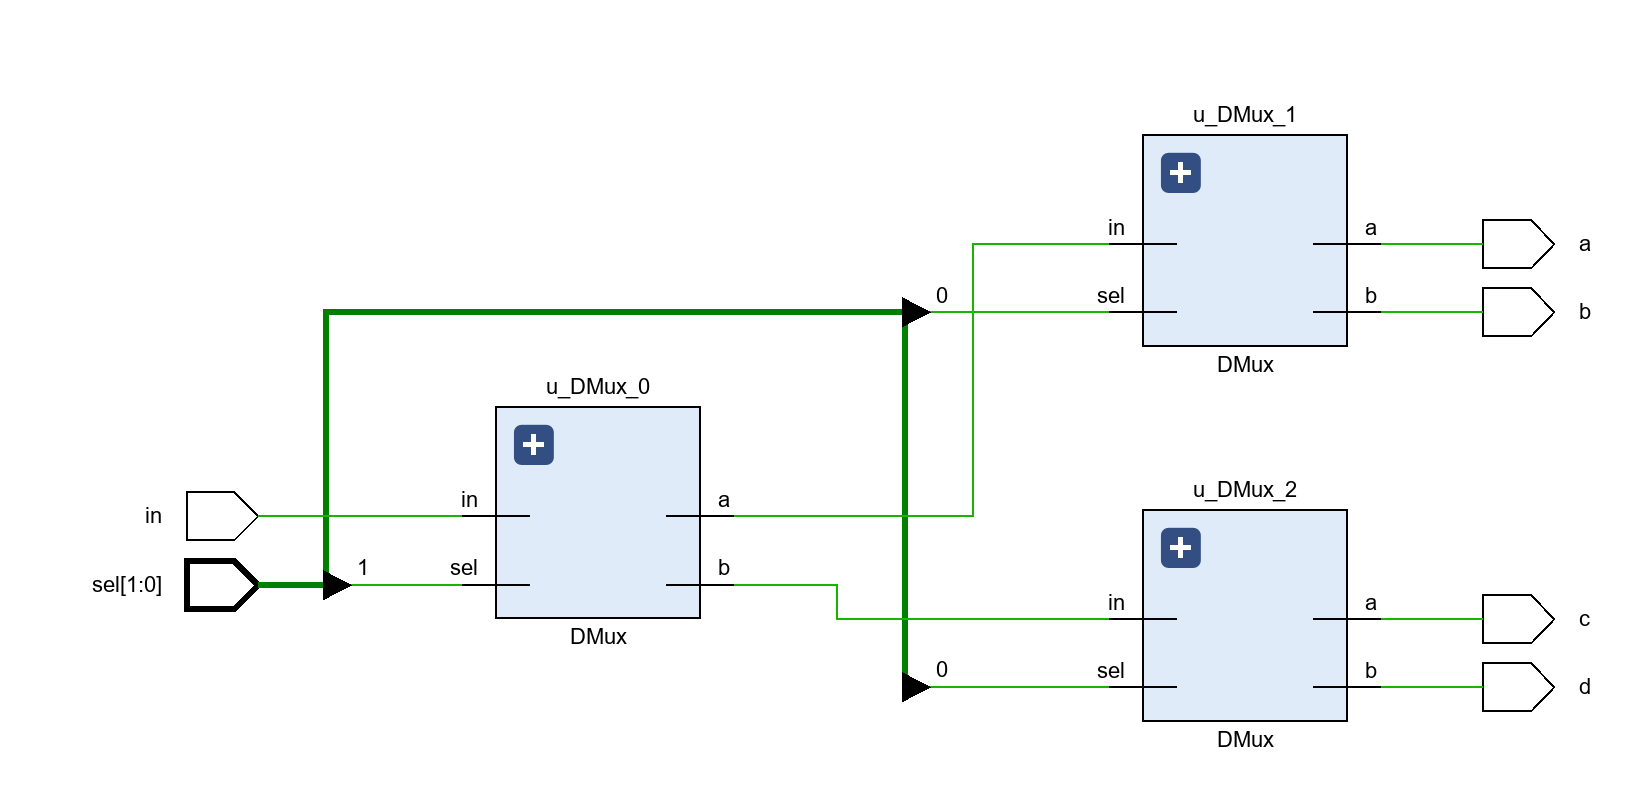 u_DMux_1
in
a
a
sel
b
b
0
DMux
u_DMux_0
in
in
a
sel[1:0]
1
sel
b
DMux
u_DMux_2
in
a
c
0
sel
b
d
DMux